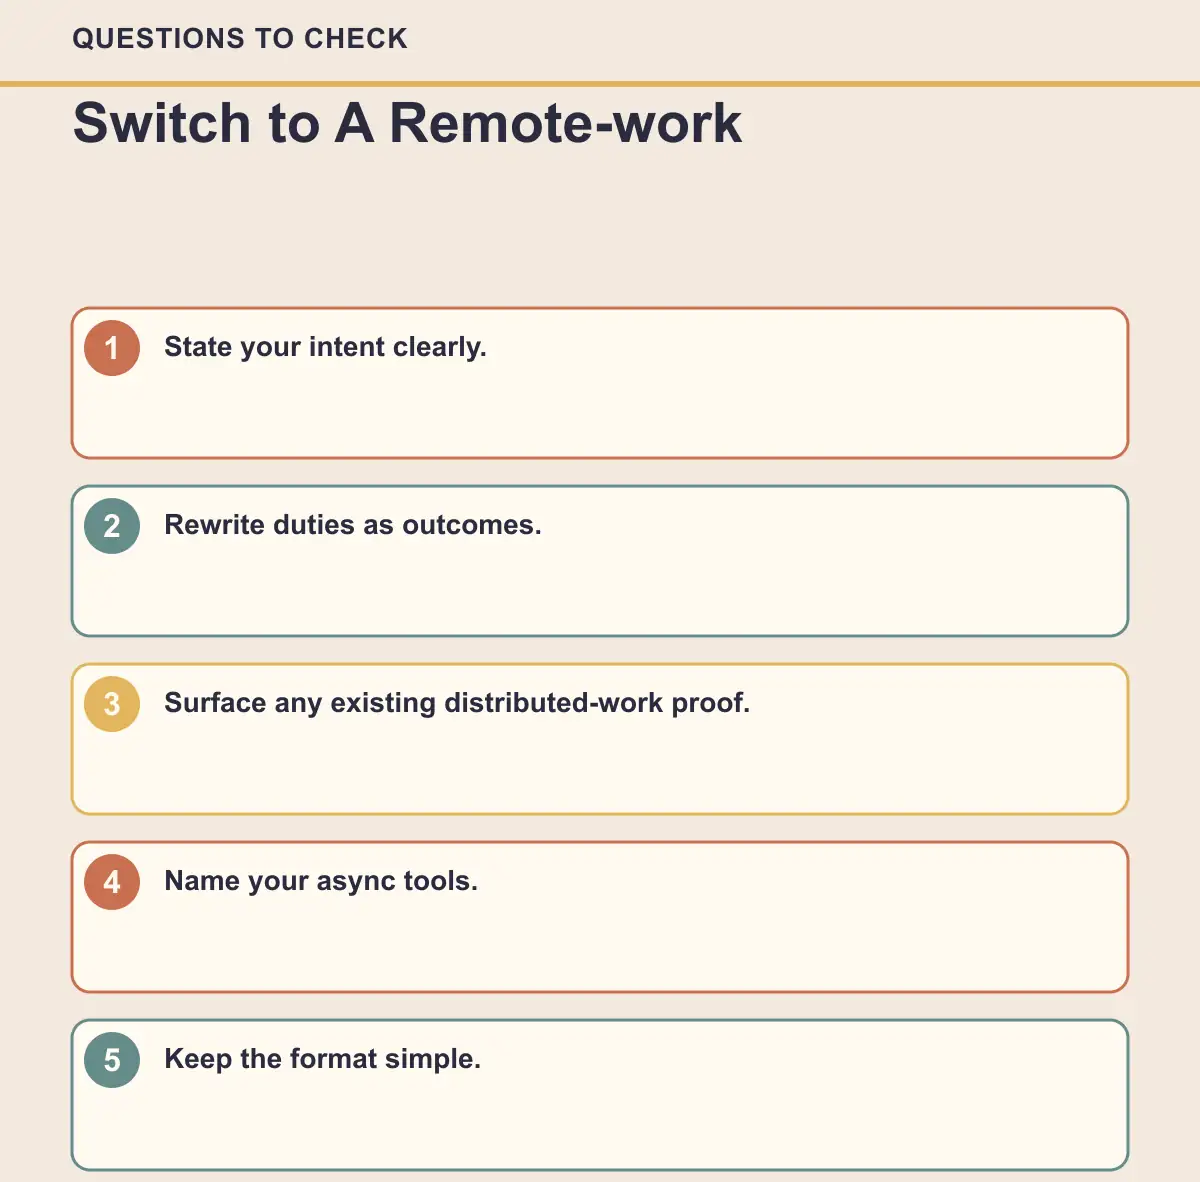 QUESTIONS TO CHECK
Switch to A Remote-work
1 State your intent clearly.
2 Rewrite duties as outcomes.
3 Surface any existing distributed-work proof.
4 Name your async tools.
5 Keep the format simple.